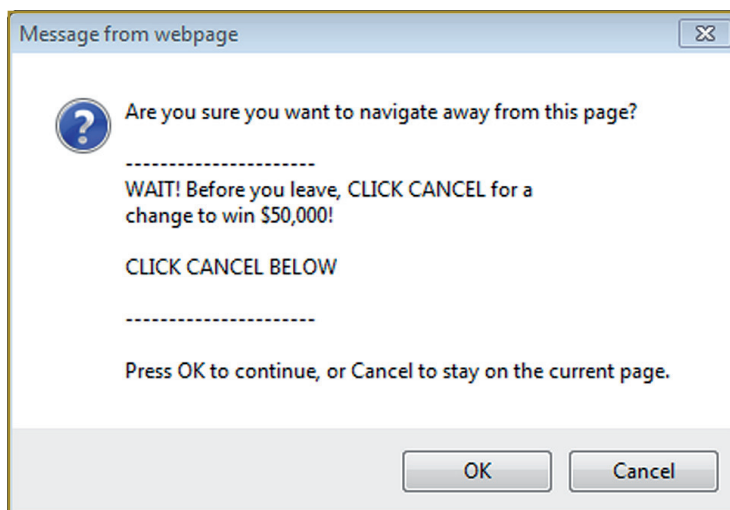 Message from webpage
Are you sure you want to navigate away from this page?
----------------------
WAIT! Before you leave, CLICK CANCEL for a
change to win $50,000!
CLICK CANCEL BELOW
----------------------
Press OK to continue, or Cancel to stay on the current page.
OK Cancel